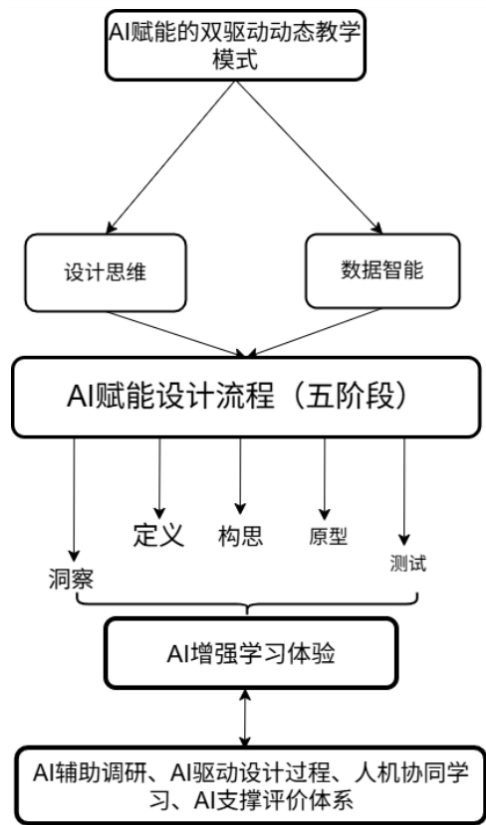 AI赋能的双驱动动态教学
模式
设计思维
数据智能
AI赋能设计流程（五阶段）
洞察
定义
构思
原型
测试
AI增强学习体验
AI辅助调研、AI驱动设计过程、人机协同学
习、AI支撑评价体系